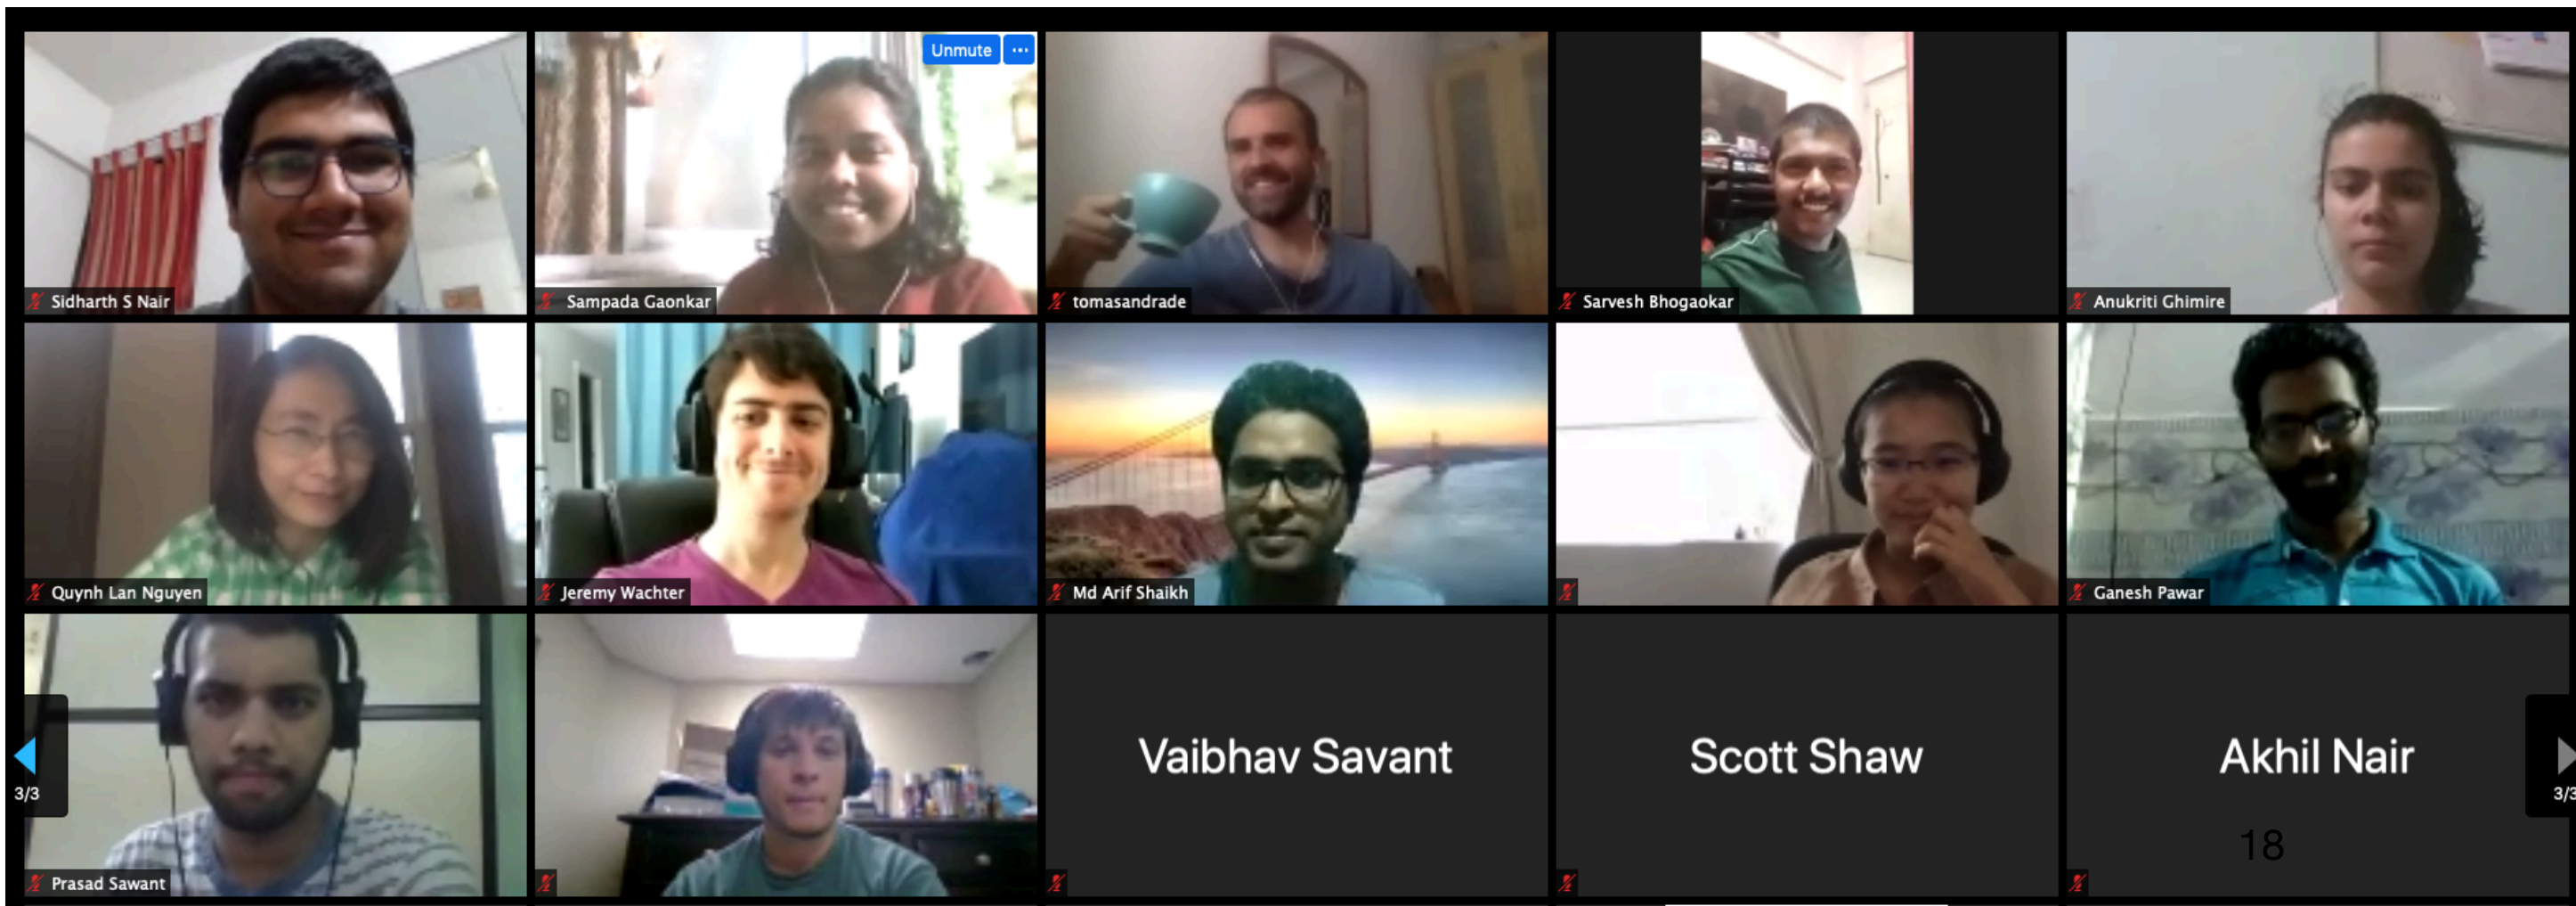 Unmute ...
Sidharth S Nair
Sampada Gaonkar
tomasandrade
Sarvesh Bhogaokar
Anukriti Ghimire
Quynh Lan Nguyen
Jeremy Wachter
Md Arif Shaikh
Ganesh Pawar
Vaibhav Savant
Scott Shaw
Akhil Nair
3/3
3/3
18
Prasad Sawant